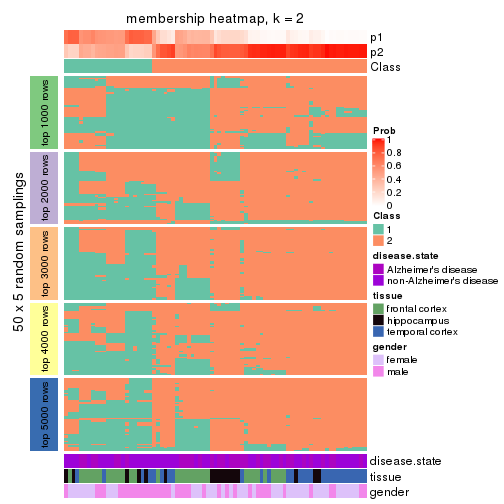 membership heatmap, k = 2
p1
p2
Class
50 x 5 random samplings
top 1000 rows
top 2000 rows
top 3000 rows
top 4000 rows
top 5000 rows
Prob
1
0.8
0.6
0.4
0.2
0
Class
1
2
disease.state
Alzheimer's disease
non-Alzheimer's disease
tissue
frontal cortex
hippocampus
temporal cortex
gender
female
male
disease.state
tissue
gender